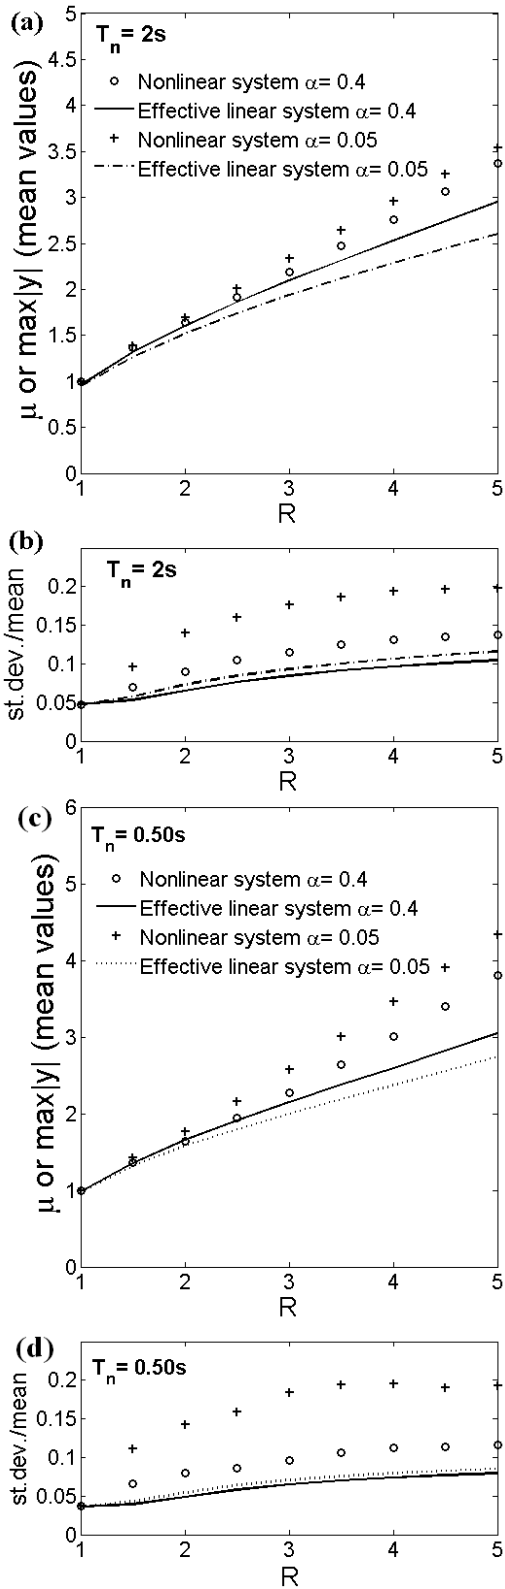 (a)
T_n = 2s
Nonlinear system α= 0.4
Effective linear system α= 0.4
Nonlinear system α= 0.05
Effective linear system α= 0.05
μ or max|y| (mean values)
5
4.5
4
3.5
3
2.5
2
1.5
1
0.5
0
1 2 3 4 5
R
(b)
T_n = 2s
st.dev./mean
0.2
0.15
0.1
0.05
0
1 2 3 4 5
R
(c)
T_n = 0.50s
Nonlinear system α= 0.4
Effective linear system α= 0.4
Nonlinear system α= 0.05
Effective linear system α= 0.05
μ or max|y| (mean values)
6
5
4
3
2
1
0
1 2 3 4 5
R
(d)
T_n = 0.50s
st.dev./mean
0.2
0.15
0.1
0.05
0
1 2 3 4 5
R